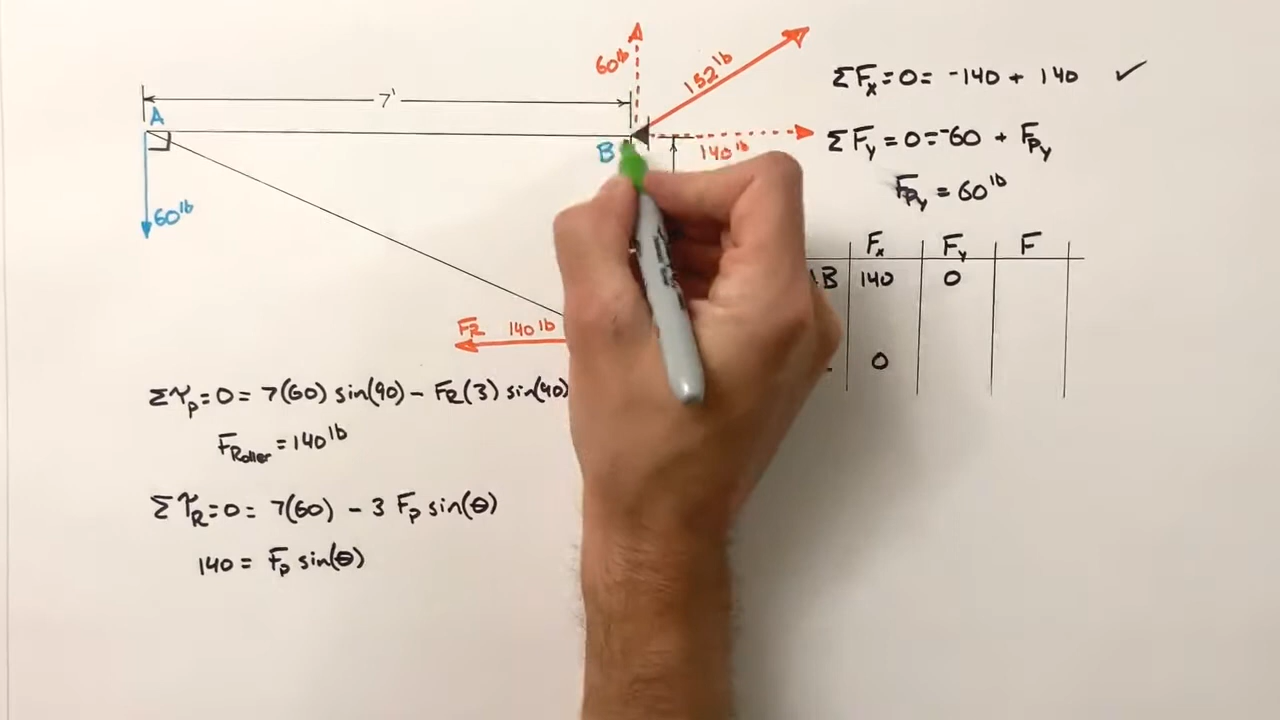 60lb
152lb
ΣFx=0= -140 + 140 ✓
7'
A
B
140lb
ΣFy=0=-60 + FPy
FPy = 60lb
60lb
Fx Fy F
B 140 0
FR 140lb
0
Στp=0= 7(60) sin(90) - FR(3) sin(90)
FRoller = 140lb
ΣτR=0= 7(60) - 3 Fp sin(θ)
140 = Fp sin(θ)